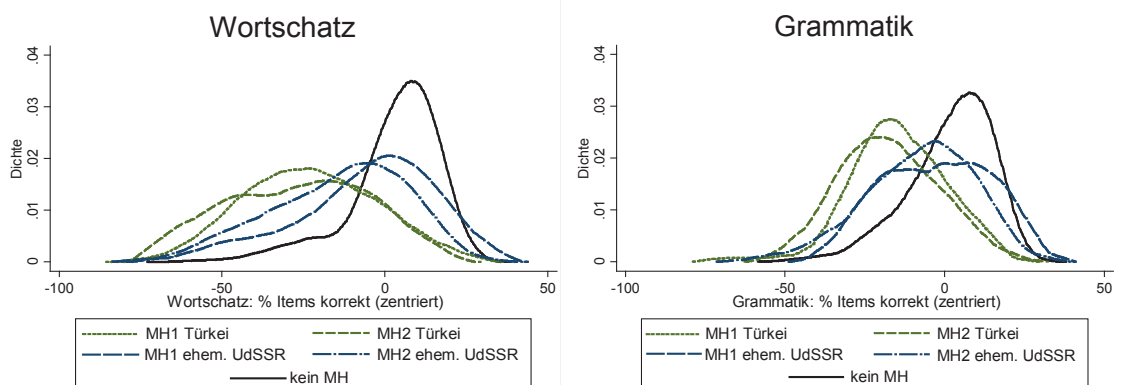 Wortschatz
.04
.03
.02
.01
0
Dichte
-100
-50
0
50
Wortschatz: % Items korrekt (zentriert)
MH1 Türkei
MH2 Türkei
MH1 ehem. UdSSR
MH2 ehem. UdSSR
kein MH
Grammatik
.04
.03
.02
.01
0
Dichte
-100
-50
0
50
Grammatik: % Items korrekt (zentriert)
MH1 Türkei
MH2 Türkei
MH1 ehem. UdSSR
MH2 ehem. UdSSR
kein MH